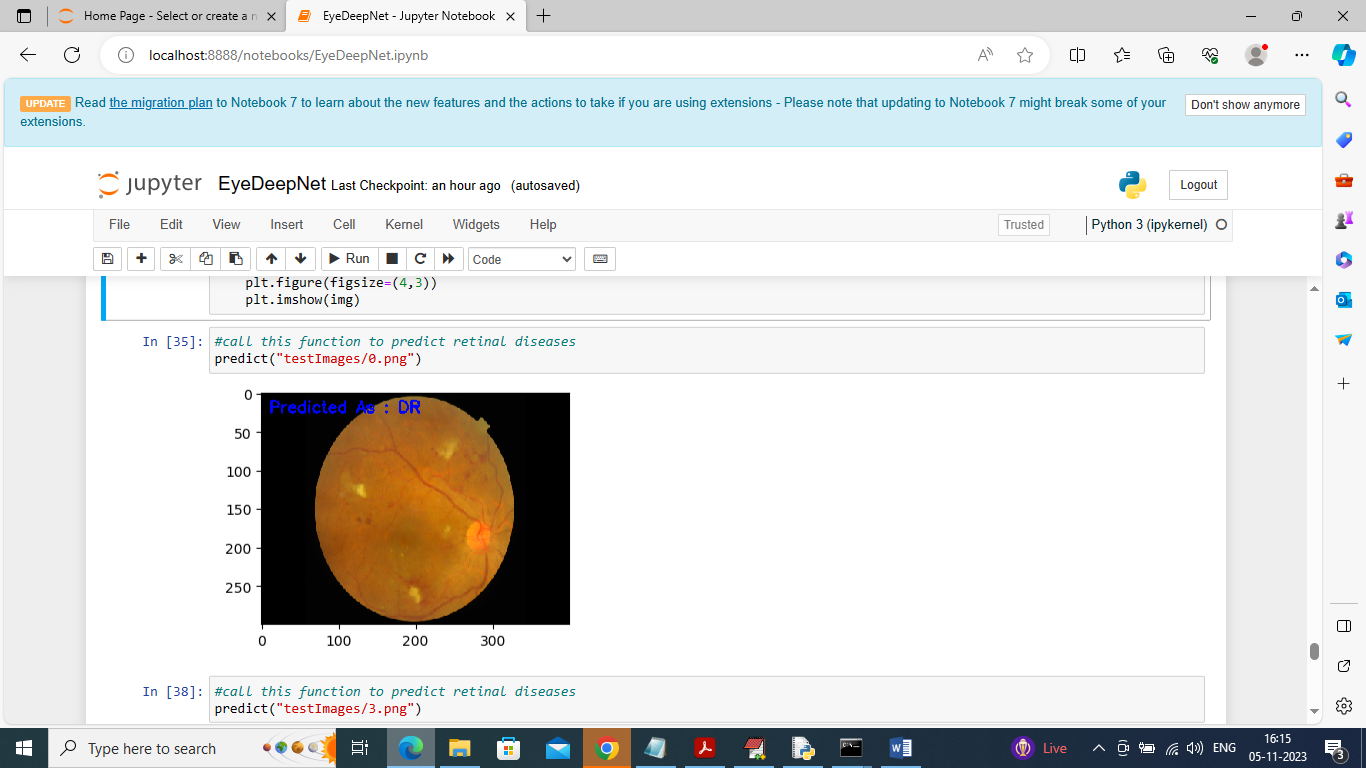 Home Page - Select or create a n
EyeDeepNet - Jupyter Notebook
localhost:8888/notebooks/EyeDeepNet.ipynb
UPDATE Read the migration plan to Notebook 7 to learn about the new features and the actions to take if you are using extensions - Please note that updating to Notebook 7 might break some of your
extensions.
Don't show anymore
jupyter EyeDeepNet Last Checkpoint: an hour ago (autosaved)
Logout
File Edit View Insert Cell Kernel Widgets Help
Trusted
Python 3 (ipykernel)
Run
Code
plt.figure(figsize=(4,3))
plt.imshow(img)
In [35]: #call this function to predict retinal diseases
predict("testImages/0.png")
Predicted As : DR
0
50
100
150
200
250
0 100 200 300
In [38]: #call this function to predict retinal diseases
predict("testImages/3.png")
Type here to search
Live
ENG
16:15
05-11-2023
3